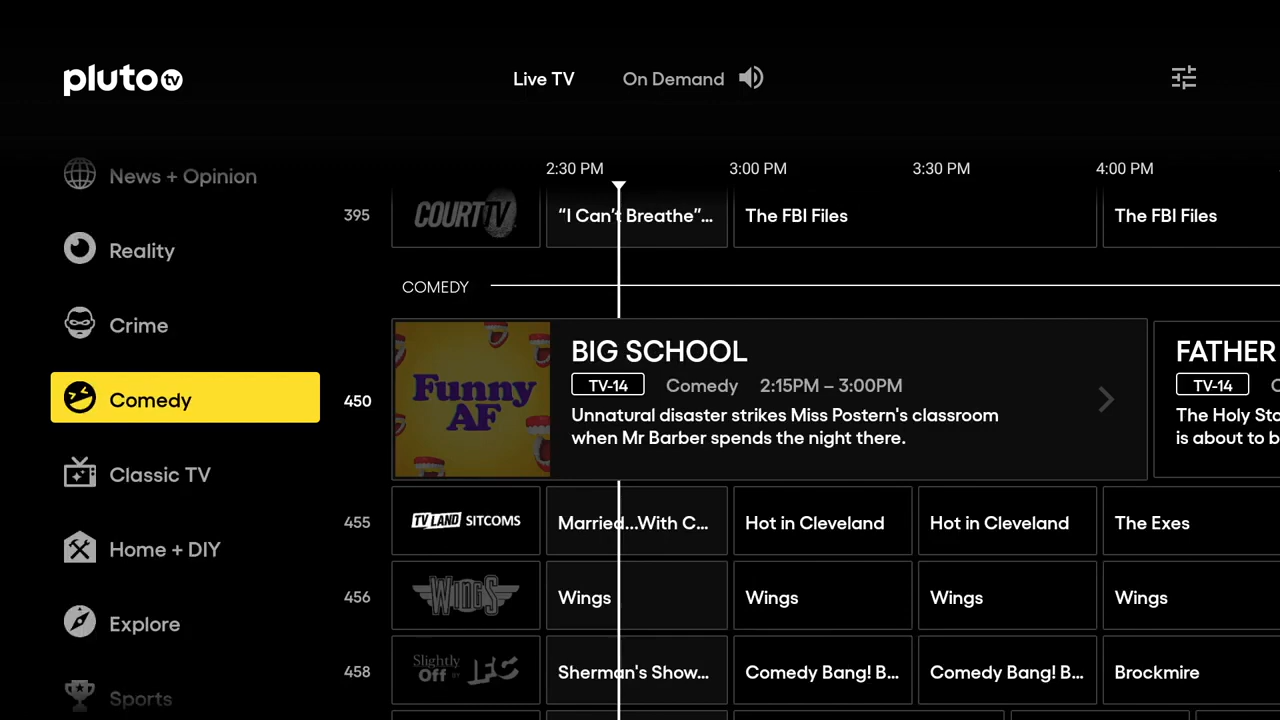 pluto tv
Live TV
On Demand
News + Opinion
Reality
Crime
Comedy
Classic TV
Home + DIY
Explore
Sports
2:30 PM 3:00 PM 3:30 PM 4:00 PM
395 COURT TV “I Can’t Breathe”... The FBI Files The FBI Files
COMEDY
450
Funny
AF
BIG SCHOOL
TV-14 Comedy 2:15PM – 3:00PM
Unnatural disaster strikes Miss Postern's classroom
when Mr Barber spends the night there.
FATHER
TV-14
The Holy Sto
is about to b
455 TV LAND SITCOMS Married...With C... Hot in Cleveland Hot in Cleveland The Exes
456 WINGS Wings Wings Wings Wings
458 Slightly Off BY IFC Sherman's Show... Comedy Bang! B... Comedy Bang! B... Brockmire